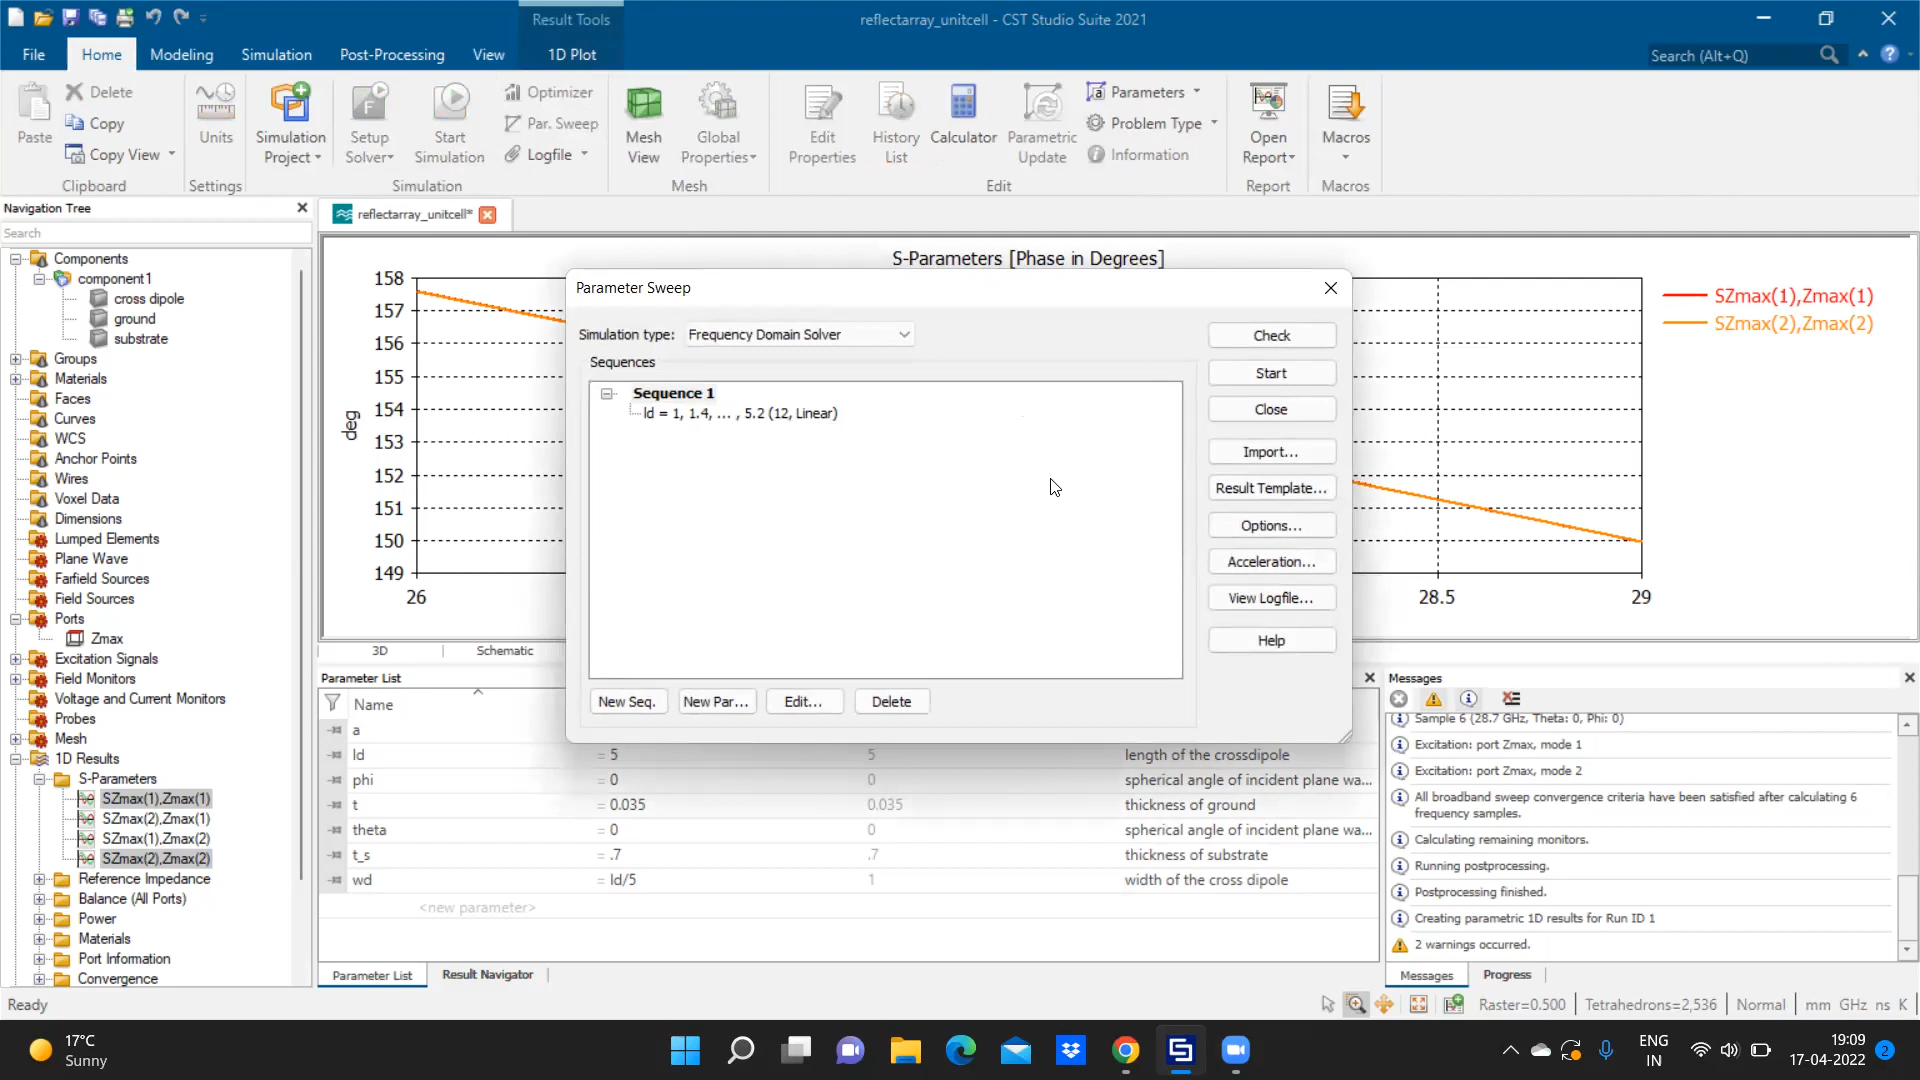 Result Tools
reflectarray_unitcell - CST Studio Suite 2021
File
Home
Modeling
Simulation
Post-Processing
View
1D Plot
Search (Alt+Q)
Paste
Delete
Copy
Copy View
Clipboard
Units
Settings
Simulation
Project
Setup
Solver
Start
Simulation
Optimizer
Par. Sweep
Logfile
Simulation
Mesh
View
Global
Properties
Mesh
Edit
Properties
History
List
Calculator
Parametric
Update
Parameters
Problem Type
Information
Edit
Open
Report
Report
Macros
Macros
Navigation Tree
Search
Components
component1
cross dipole
ground
substrate
Groups
Materials
Faces
Curves
WCS
Anchor Points
Wires
Voxel Data
Dimensions
Lumped Elements
Plane Wave
Farfield Sources
Field Sources
Ports
Zmax
Excitation Signals
Field Monitors
Voltage and Current Monitors
Probes
Mesh
1D Results
S-Parameters
SZmax(1),Zmax(1)
SZmax(2),Zmax(1)
SZmax(1),Zmax(2)
SZmax(2),Zmax(2)
Reference Impedance
Balance (All Ports)
Power
Materials
Port Information
Convergence
reflectarray_unitcell*
S-Parameters [Phase in Degrees]
158
157
156
155
154
153
152
151
150
149
deg
26
28.5
29
SZmax(1),Zmax(1)
SZmax(2),Zmax(2)
3D
Schematic
Parameter Sweep
Simulation type:
Frequency Domain Solver
Sequences
Sequence 1
ld = 1, 1.4, ... , 5.2 (12, Linear)
Check
Start
Close
Import...
Result Template...
Options...
Acceleration...
View Logfile...
Help
New Seq.
New Par...
Edit...
Delete
Parameter List
Name
a
ld = 5 5 length of the crossdipole
phi = 0 0 spherical angle of incident plane wa...
t = 0.035 0.035 thickness of ground
theta = 0 0 spherical angle of incident plane wa...
t_s = .7 .7 thickness of substrate
wd = ld/5 1 width of the cross dipole
<new parameter>
Parameter List
Result Navigator
Messages
Sample 6 (28.7 GHz, Theta: 0, Phi: 0)
Excitation: port Zmax, mode 1
Excitation: port Zmax, mode 2
All broadband sweep convergence criteria have been satisfied after calculating 6
frequency samples.
Calculating remaining monitors.
Running postprocessing.
Postprocessing finished.
Creating parametric 1D results for Run ID 1
2 warnings occurred.
Messages
Progress
Ready
Raster=0.500
Tetrahedrons=2,536
Normal
mm GHz ns K
17°C
Sunny
ENG
IN
19:09
17-04-2022
2